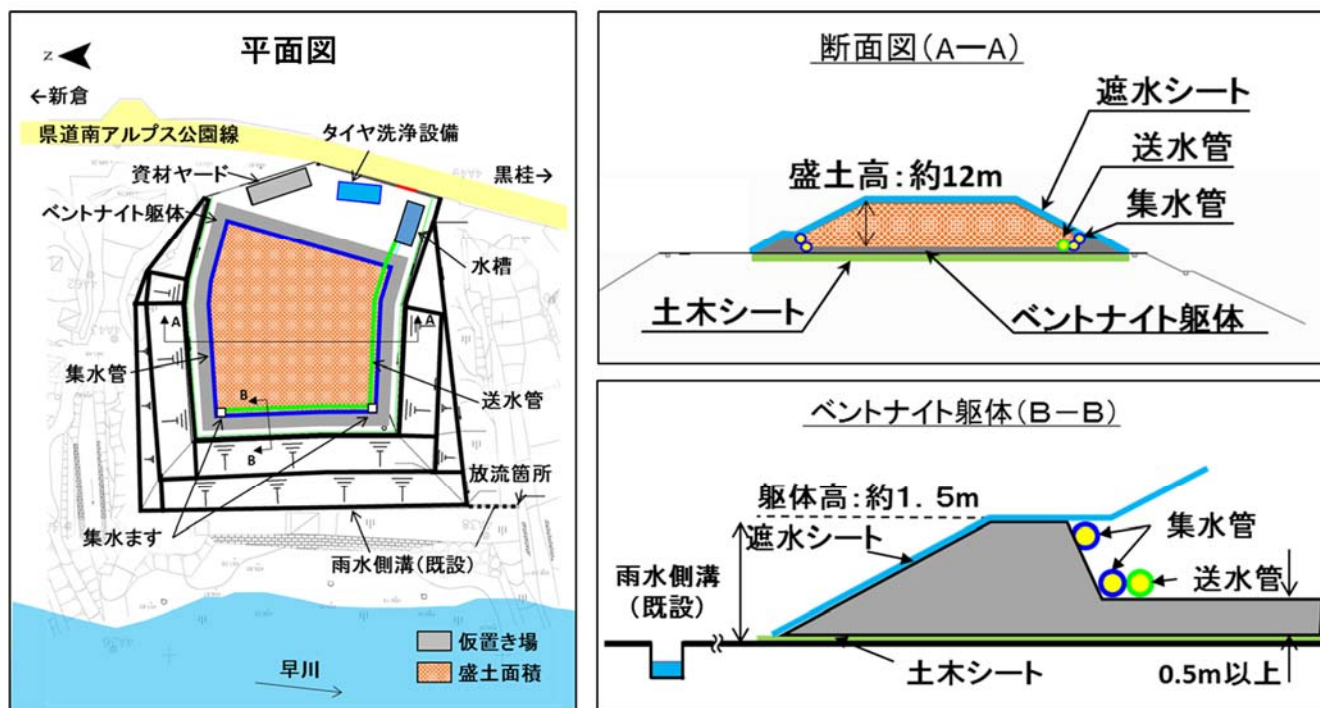 平面図
z
←新倉
県道南アルプス公園線
タイヤ洗浄設備
資材ヤード
黒桂→
ベントナイト躯体
水槽
A
A
集水管
B
送水管
B
放流箇所
集水ます
雨水側溝(既設)
仮置き場
盛土面積
早川
断面図(A－A)
遮水シート
送水管
盛土高:約12m
集水管
土木シート
ベントナイト躯体
ベントナイト躯体(B－B)
躯体高:約1．5m
遮水シート
集水管
雨水側溝
(既設)
送水管
土木シート
0.5m以上